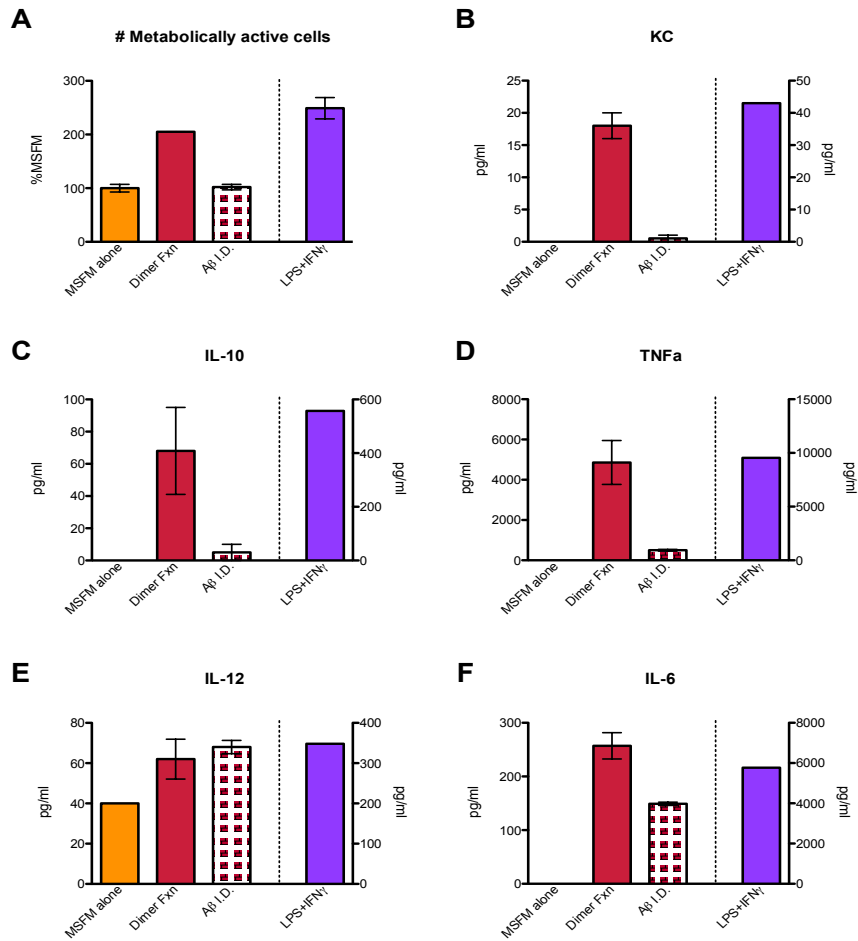 A
# Metabolically active cells
%MSFM
300
200
100
0
MSFM alone
Dimer Fxn
Aβ I.D.
LPS+IFNγ
B
KC
pg/ml
25
20
15
10
5
0
50
40
30
20
10
0
pg/ml
MSFM alone
Dimer Fxn
Aβ I.D.
LPS+IFNγ
C
IL-10
pg/ml
100
80
60
40
20
0
600
400
200
0
pg/ml
MSFM alone
Dimer Fxn
Aβ I.D.
LPS+IFNγ
D
TNFa
pg/ml
8000
6000
4000
2000
0
15000
10000
5000
0
pg/ml
MSFM alone
Dimer Fxn
Aβ I.D.
LPS+IFNγ
E
IL-12
pg/ml
80
60
40
20
0
400
300
200
100
0
pg/ml
MSFM alone
Dimer Fxn
Aβ I.D.
LPS+IFNγ
F
IL-6
pg/ml
300
200
100
0
8000
6000
4000
2000
0
pg/ml
MSFM alone
Dimer Fxn
Aβ I.D.
LPS+IFNγ